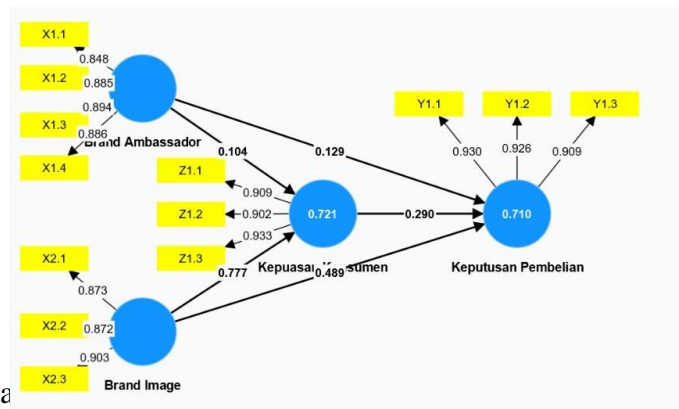 X1.1
0.848
X1.2
0.885
0.894
X1.3
0.886
Brand Ambassador
X1.4
0.104
0.129
Y1.1
Y1.2
Y1.3
0.930
0.926
0.909
Z1.1
0.909
Z1.2
0.902
Z1.3
0.933
0.721
0.290
0.710
Kepuasan Konsumen
Keputusan Pembelian
0.777
0.489
X2.1
0.873
X2.2
0.872
0.903
X2.3
Brand Image
a